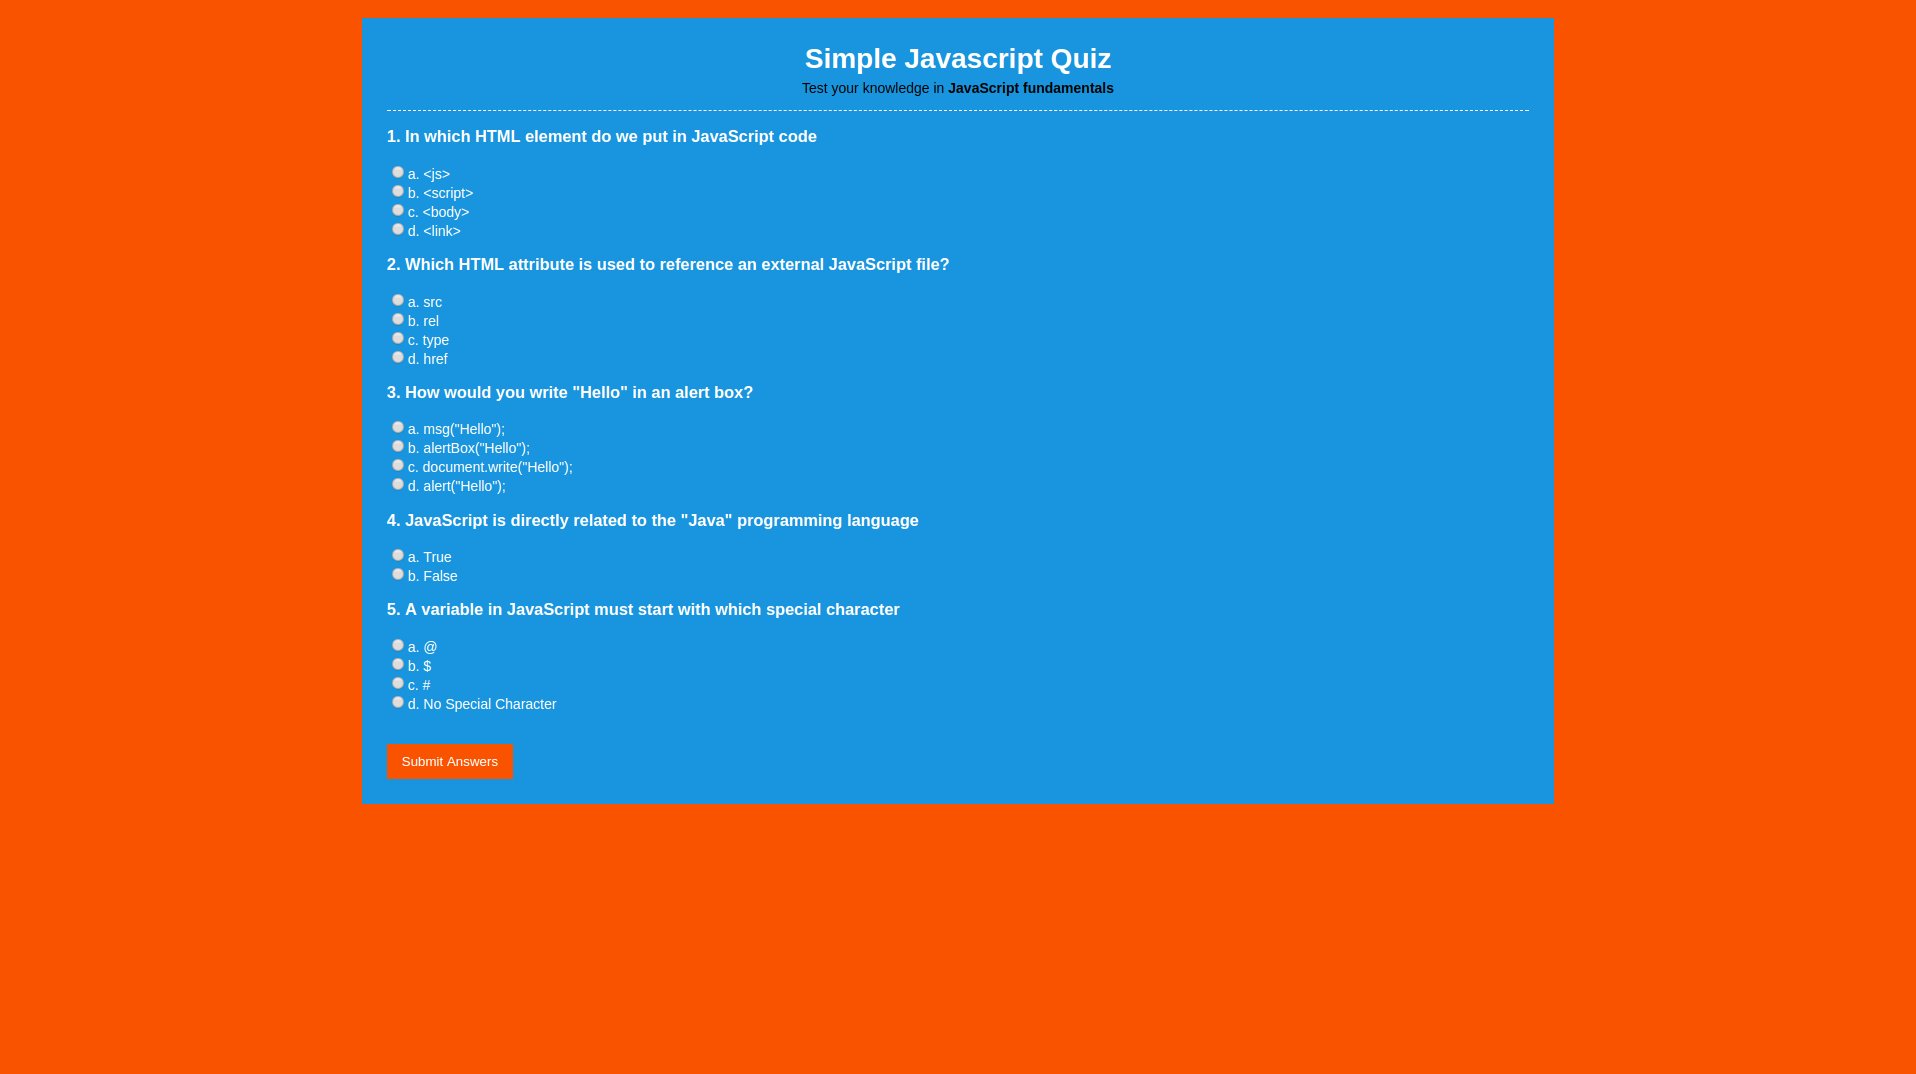 Simple Javascript Quiz
Test your knowledge in JavaScript fundamentals
1. In which HTML element do we put in JavaScript code
a. <js>
b. <script>
c. <body>
d. <link>
2. Which HTML attribute is used to reference an external JavaScript file?
a. src
b. rel
c. type
d. href
3. How would you write "Hello" in an alert box?
a. msg("Hello");
b. alertBox("Hello");
c. document.write("Hello");
d. alert("Hello");
4. JavaScript is directly related to the "Java" programming language
a. True
b. False
5. A variable in JavaScript must start with which special character
a. @
b. $
c. #
d. No Special Character
Submit Answers